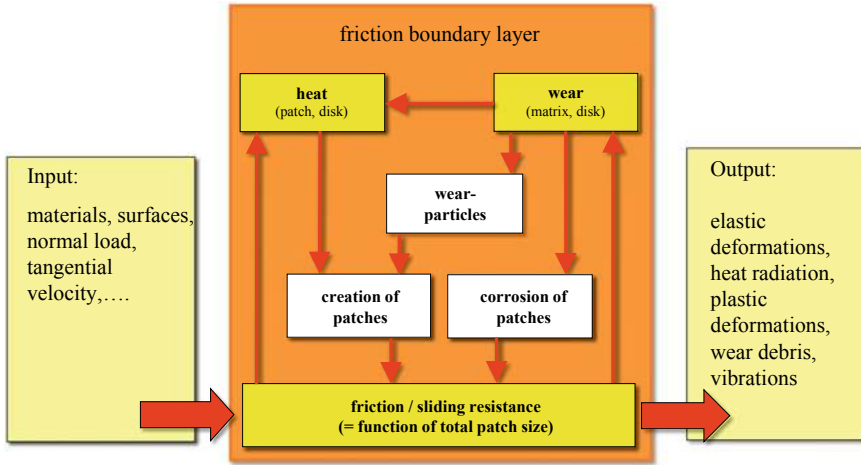 friction boundary layer
heat
(patch, disk)
wear
(matrix, disk)
Input:
materials, surfaces,
normal load,
tangential
velocity,....
wear-
particles
creation of
patches
corrosion of
patches
friction / sliding resistance
(= function of total patch size)
Output:
elastic
deformations,
heat radiation,
plastic
deformations,
wear debris,
vibrations